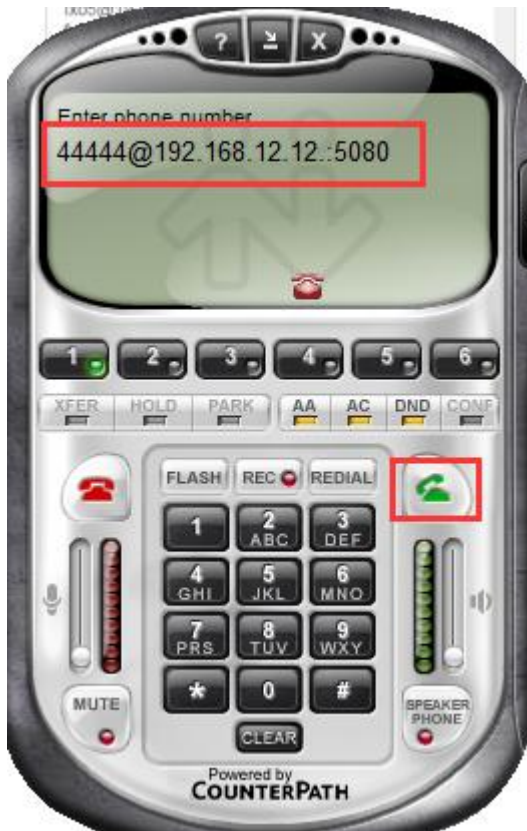 ? X
Enter phone number
44444@192.168.12.12.:5080
1 2 3 4 5 6
XFER HOLD PARK AA AC DND CONF
FLASH REC REDIAL
1 2 3
ABC DEF
4 5 6
GHI JKL MNO
7 8 9
PRS TUV WXY
* 0 #
MUTE
SPEAKER
PHONE
CLEAR
Powered by
COUNTERPATH